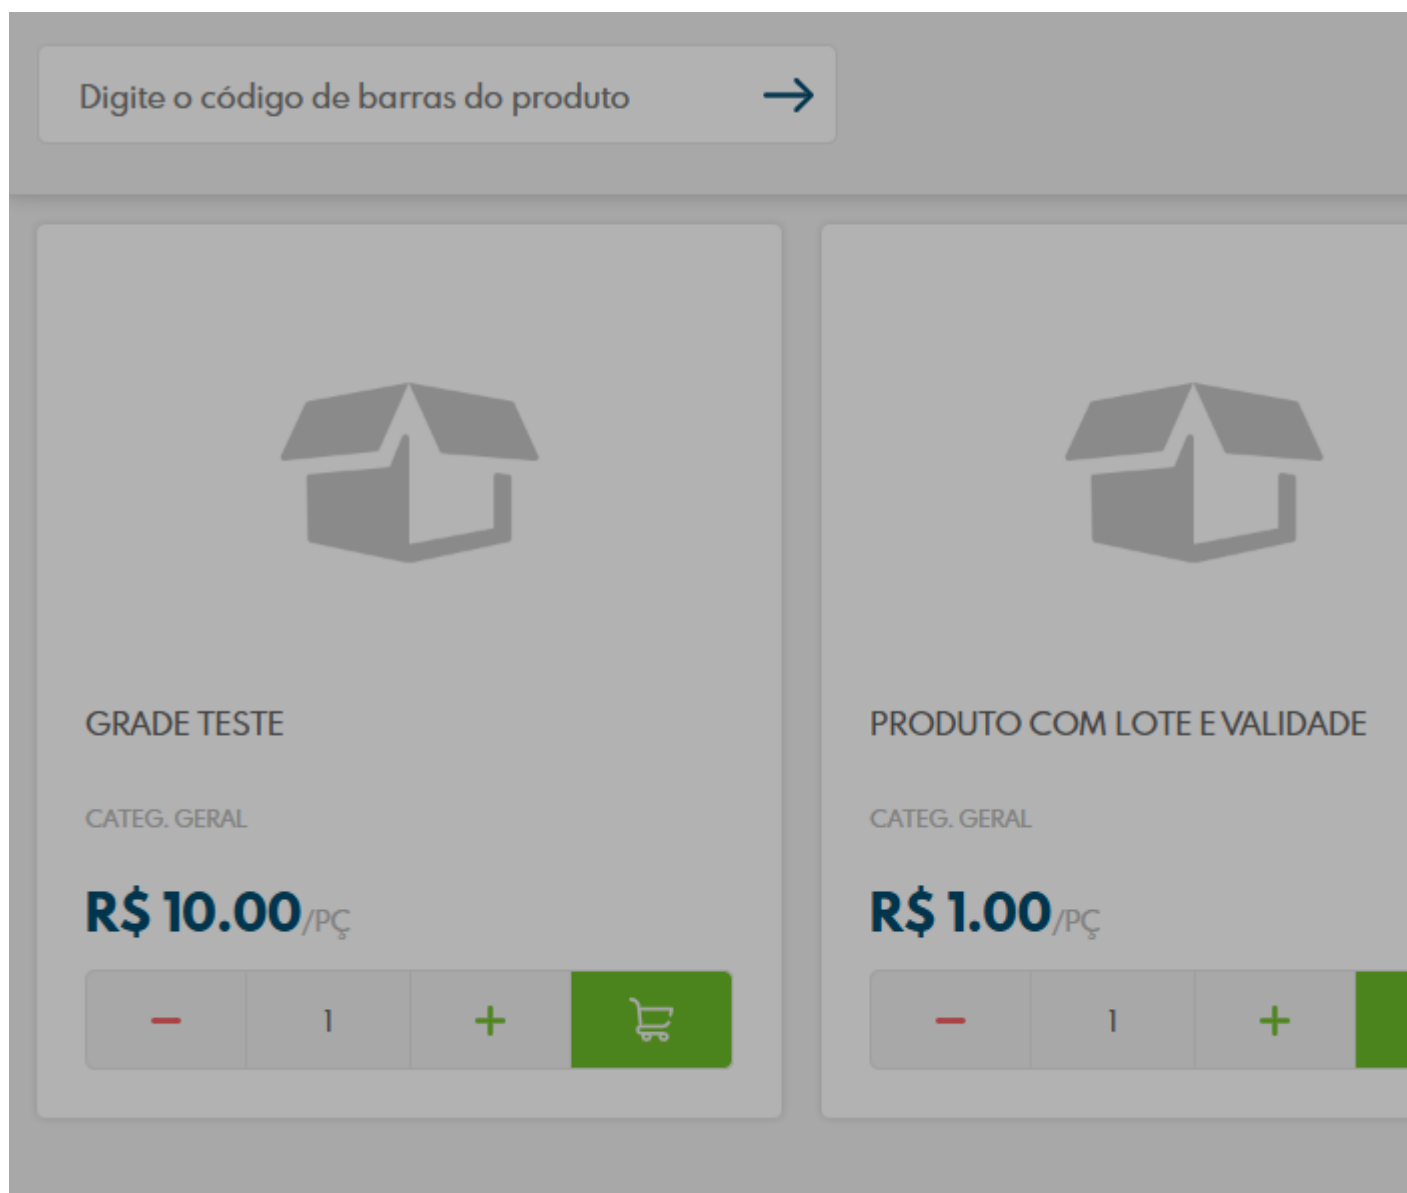 Digite o código de barras do produto
GRADE TESTE
CATEG. GERAL
R$ 10.00/PÇ
1
PRODUTO COM LOTE E VALIDADE
CATEG. GERAL
R$ 1.00/PÇ
1